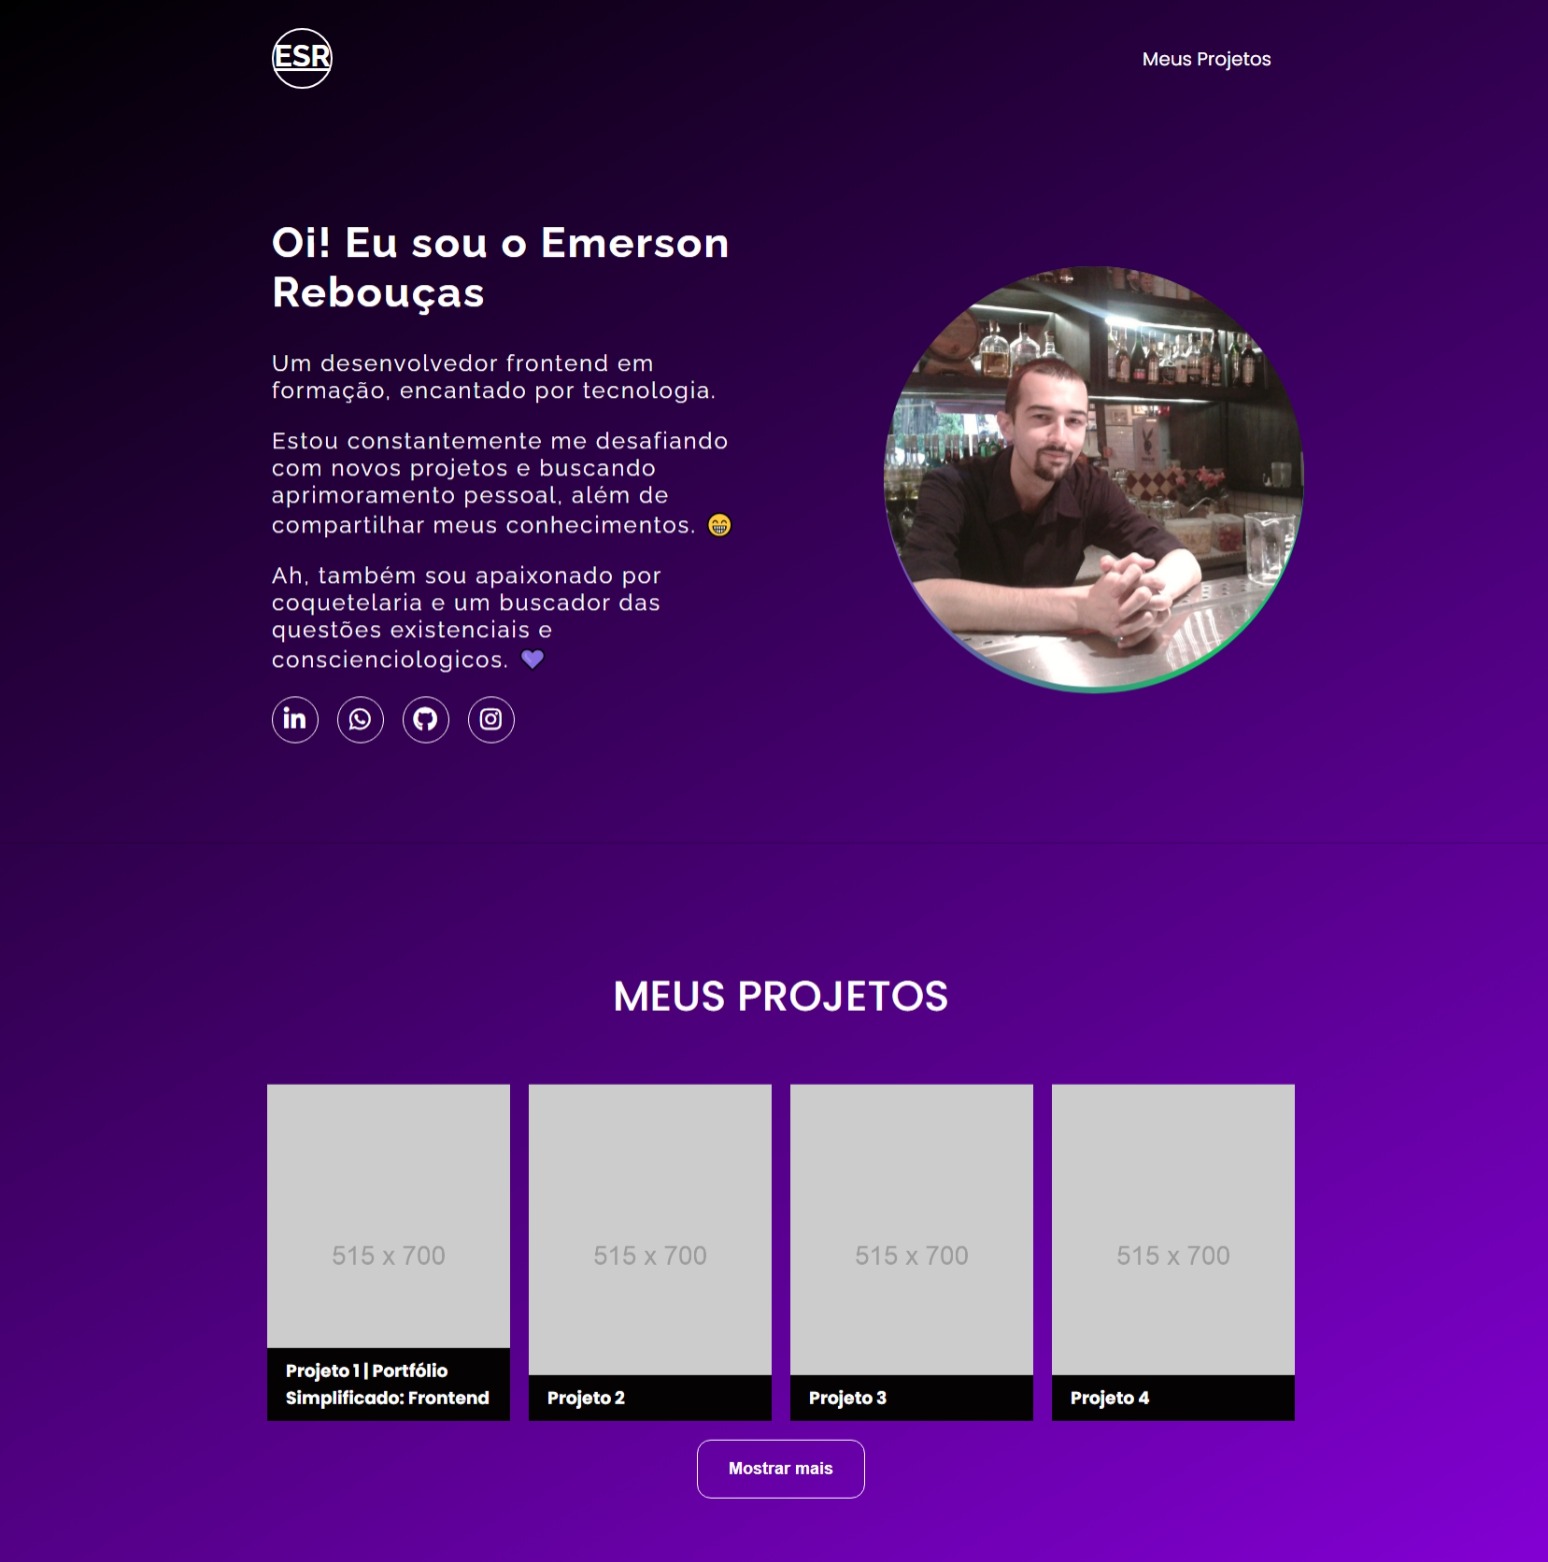 ESR
Meus Projetos
Oi! Eu sou o Emerson
Rebouças
Um desenvolvedor frontend em
formação, encantado por tecnologia.
Estou constantemente me desafiando
com novos projetos e buscando
aprimoramento pessoal, além de
compartilhar meus conhecimentos. 😁
Ah, também sou apaixonado por
coquetelaria e um buscador das
questões existenciais e
conscienciologicos. 💜
MEUS PROJETOS
515 x 700
515 x 700
515 x 700
515 x 700
Projeto 1 | Portfólio
Simplificado: Frontend
Projeto 2
Projeto 3
Projeto 4
Mostrar mais